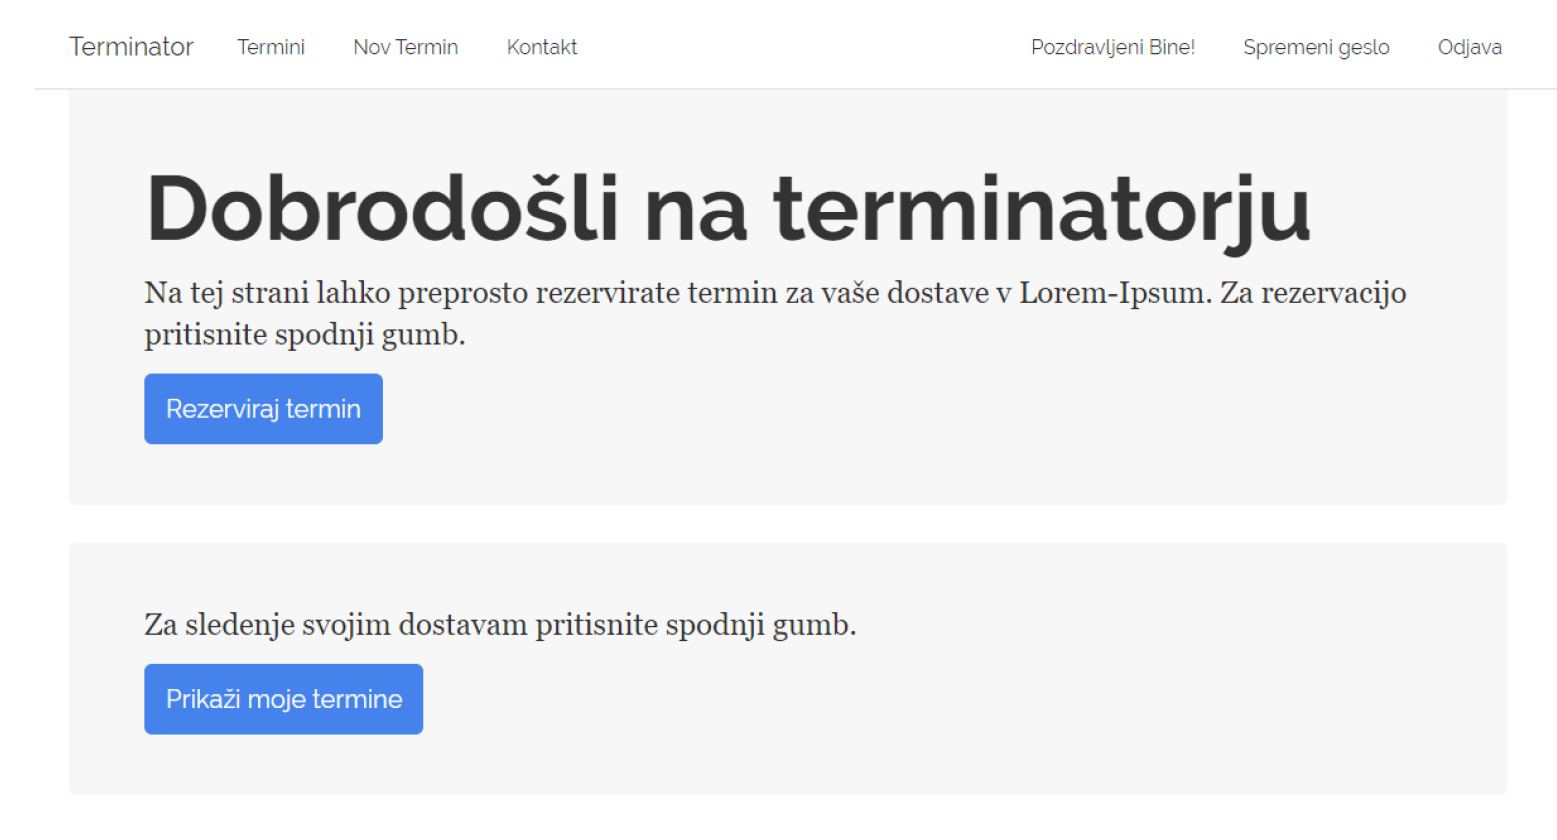 Terminator Termini Nov Termin Kontakt Pozdravljeni Bine! Spremeni geslo Odjava
Dobrodošli na terminatorju
Na tej strani lahko preprosto rezervirate termin za vaše dostave v Lorem-Ipsum. Za rezervacijo
pritisnite spodnji gumb.
Rezerviraj termin
Za sledenje svojim dostavam pritisnite spodnji gumb.
Prikaži moje termine